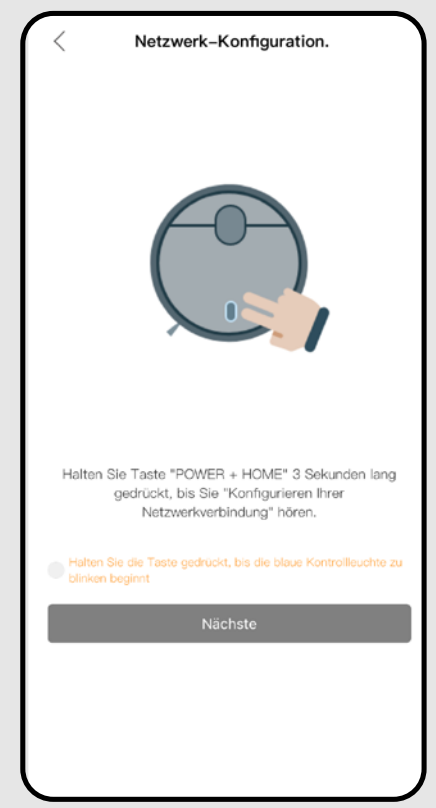 Netzwerk-Konfiguration.
Halten Sie Taste "POWER + HOME" 3 Sekunden lang
gedrückt, bis Sie "Konfigurieren Ihrer
Netzwerkverbindung" hören.
Halten Sie die Taste gedrückt, bis die blaue Kontrollleuchte zu
blinken beginnt
Nächste